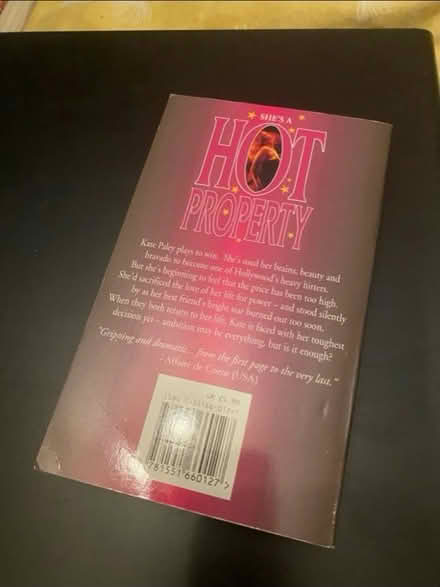 SHE'S A
HOT
PROPERTY
Kate Paley plays to win. She's used her brains, beauty and
bravado to become one of Hollywood's heavy hitters.
But she's beginning to feel that the price has been too high.
She'd sacrificed the love of her life for power – and stood silently
by as her best friend's bright star burned out too soon.
When they both return to her life, Kate is faced with her toughest
decision yet – ambition may be everything, but is it enough?
"Gripping and dramatic – from the first page to the very last."
- Affaire de Coeur (USA)
9781551660127>